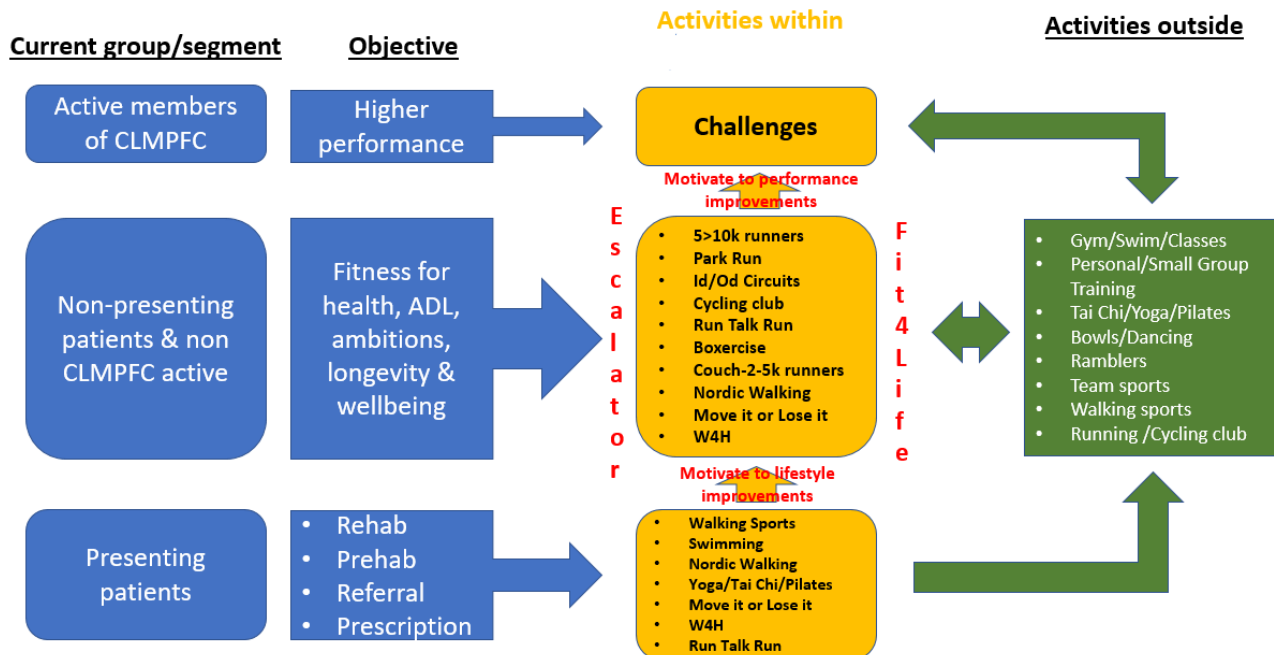 Current group/segment
Objective
Activities within
Activities outside
Active members
of CLMPFC
Higher
performance
Challenges
Motivate to performance
improvements
Non-presenting
patients & non
CLMPFC active
Fitness for
health, ADL,
ambitions,
longevity &
wellbeing
Escalator
• 5>10k runners
• Park Run
• Id/Od Circuits
• Cycling club
• Run Talk Run
• Boxercise
• Couch-2-5k runners
• Nordic Walking
• Move it or Lose it
• W4H
Fit4Life
• Gym/Swim/Classes
• Personal/Small Group
Training
• Tai Chi/Yoga/Pilates
• Bowls/Dancing
• Ramblers
• Team sports
• Walking sports
• Running /Cycling club
Motivate to lifestyle
improvements
Presenting
patients
• Rehab
• Prehab
• Referral
• Prescription
• Walking Sports
• Swimming
• Nordic Walking
• Yoga/Tai Chi/Pilates
• Move it or Lose it
• W4H
• Run Talk Run